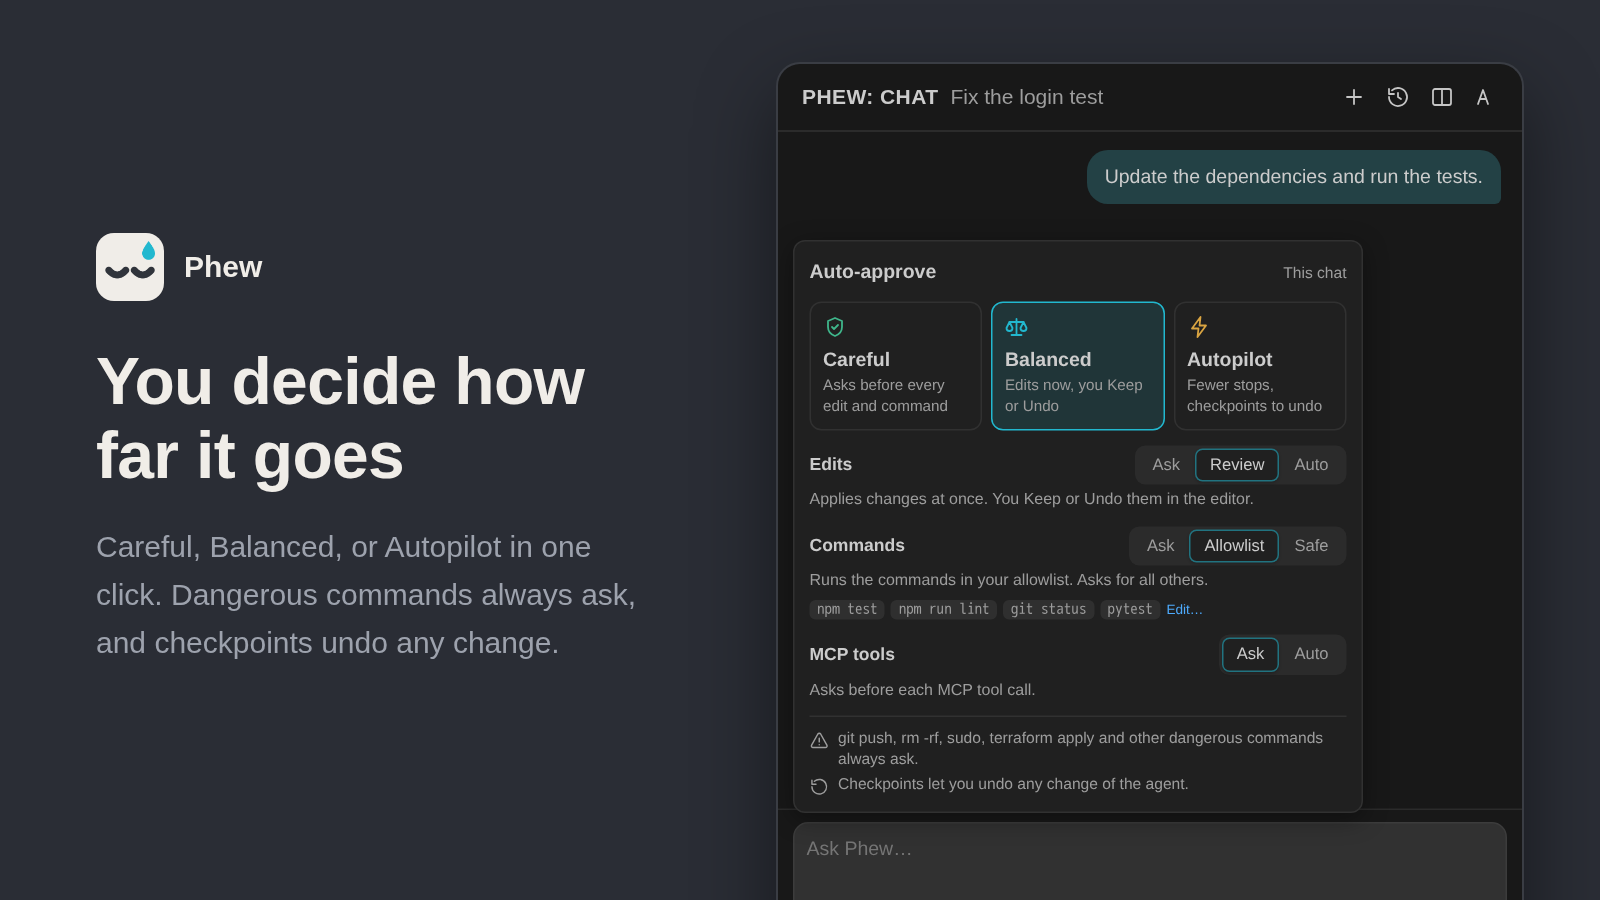 Phew
You decide how
far it goes
Careful, Balanced, or Autopilot in one
click. Dangerous commands always ask,
and checkpoints undo any change.
PHEW: CHAT Fix the login test
Update the dependencies and run the tests.
Auto-approve This chat
Careful
Asks before every
edit and command
Balanced
Edits now, you Keep
or Undo
Autopilot
Fewer stops,
checkpoints to undo
Edits Ask Review Auto
Applies changes at once. You Keep or Undo them in the editor.
Commands Ask Allowlist Safe
Runs the commands in your allowlist. Asks for all others.
npm test npm run lint git status pytest Edit…
MCP tools Ask Auto
Asks before each MCP tool call.
git push, rm -rf, sudo, terraform apply and other dangerous commands
always ask.
Checkpoints let you undo any change of the agent.
Ask Phew…